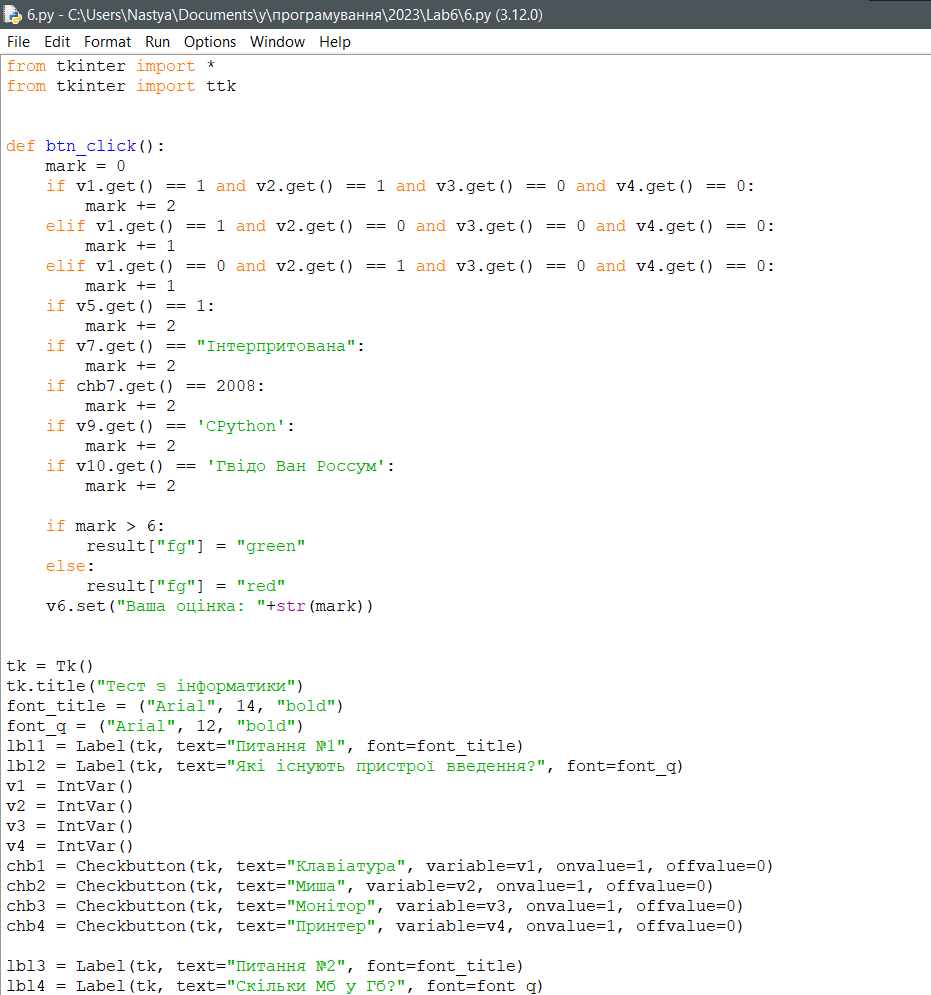 6.py - C:\Users\Nastya\Documents\у\програмування\2023\Lab6\6.py (3.12.0)
File Edit Format Run Options Window Help
from tkinter import *
from tkinter import ttk
def btn_click():
    mark = 0
    if v1.get() == 1 and v2.get() == 1 and v3.get() == 0 and v4.get() == 0:
        mark += 2
    elif v1.get() == 1 and v2.get() == 0 and v3.get() == 0 and v4.get() == 0:
        mark += 1
    elif v1.get() == 0 and v2.get() == 1 and v3.get() == 0 and v4.get() == 0:
        mark += 1
    if v5.get() == 1:
        mark += 2
    if v7.get() == "Інтерпритована":
        mark += 2
    if chb7.get() == 2008:
        mark += 2
    if v9.get() == 'CPython':
        mark += 2
    if v10.get() == 'Гвідо Ван Россум':
        mark += 2
    if mark > 6:
        result["fg"] = "green"
    else:
        result["fg"] = "red"
    v6.set("Ваша оцінка: "+str(mark))
tk = Tk()
tk.title("Тест з інформатики")
font_title = ("Arial", 14, "bold")
font_q = ("Arial", 12, "bold")
lbl1 = Label(tk, text="Питання №1", font=font_title)
lbl2 = Label(tk, text="Які існують пристрої введення?", font=font_q)
v1 = IntVar()
v2 = IntVar()
v3 = IntVar()
v4 = IntVar()
chb1 = Checkbutton(tk, text="Клавіатура", variable=v1, onvalue=1, offvalue=0)
chb2 = Checkbutton(tk, text="Миша", variable=v2, onvalue=1, offvalue=0)
chb3 = Checkbutton(tk, text="Монітор", variable=v3, onvalue=1, offvalue=0)
chb4 = Checkbutton(tk, text="Принтер", variable=v4, onvalue=1, offvalue=0)
lbl3 = Label(tk, text="Питання №2", font=font_title)
lbl4 = Label(tk, text="Скільки Мб у Гб?", font=font_q)